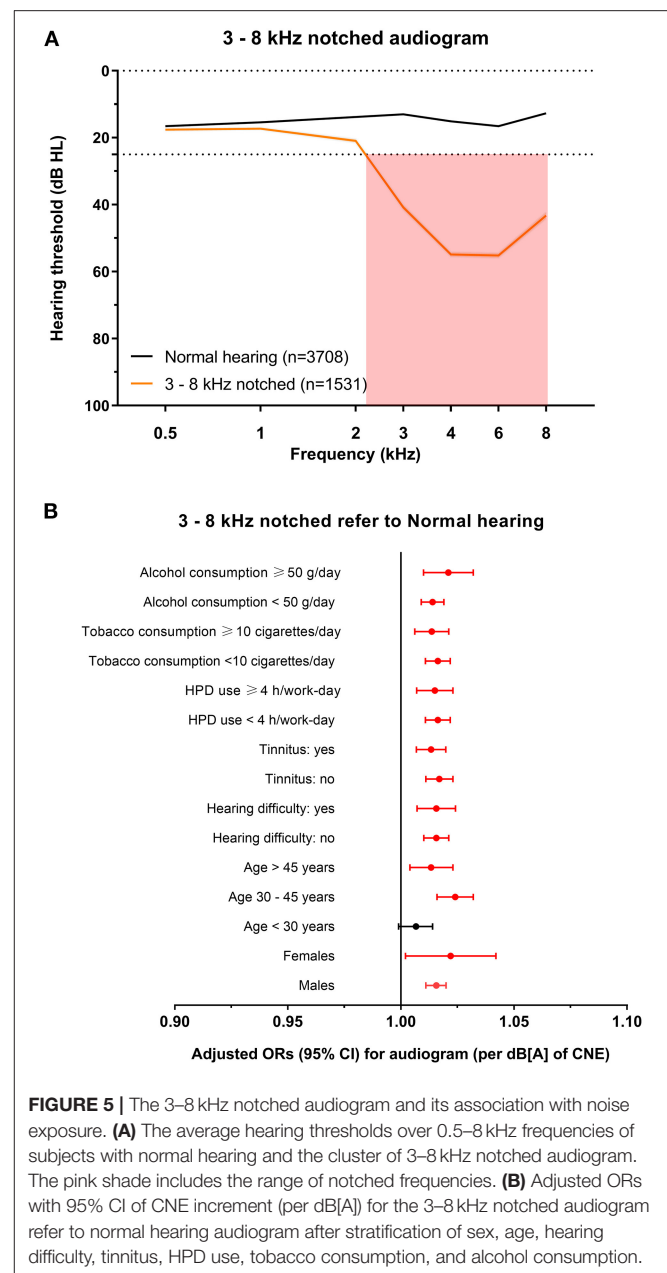 A
3 - 8 kHz notched audiogram
Hearing threshold (dB HL)
0
20
40
60
80
100
Normal hearing (n=3708)
3 - 8 kHz notched (n=1531)
0.5 1 2 3 4 6 8
Frequency (kHz)
B
3 - 8 kHz notched refer to Normal hearing
Alcohol consumption ⩾ 50 g/day
Alcohol consumption < 50 g/day
Tobacco consumption ⩾ 10 cigarettes/day
Tobacco consumption <10 cigarettes/day
HPD use ⩾ 4 h/work-day
HPD use < 4 h/work-day
Tinnitus: yes
Tinnitus: no
Hearing difficulty: yes
Hearing difficulty: no
Age > 45 years
Age 30 - 45 years
Age < 30 years
Females
Males
0.90 0.95 1.00 1.05 1.10
Adjusted ORs (95% CI) for audiogram (per dB[A] of CNE)
FIGURE 5 | The 3–8 kHz notched audiogram and its association with noise
exposure. (A) The average hearing thresholds over 0.5–8 kHz frequencies of
subjects with normal hearing and the cluster of 3–8 kHz notched audiogram.
The pink shade includes the range of notched frequencies. (B) Adjusted ORs
with 95% CI of CNE increment (per dB[A]) for the 3–8 kHz notched audiogram
refer to normal hearing audiogram after stratification of sex, age, hearing
difficulty, tinnitus, HPD use, tobacco consumption, and alcohol consumption.